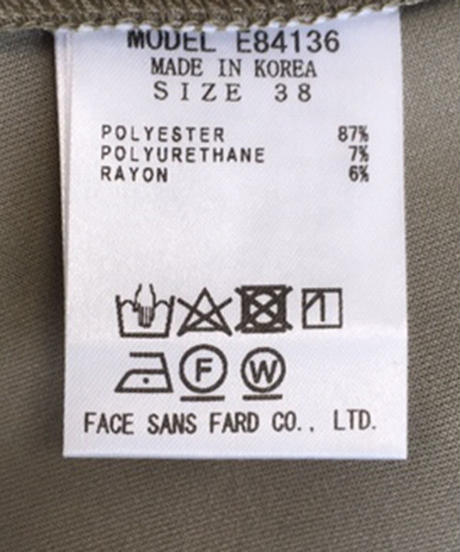 MODEL E84136
MADE IN KOREA
SIZE 38
POLYESTER 87%
POLYURETHANE 7%
RAYON 6%
F W
FACE SANS FARD CO., LTD.